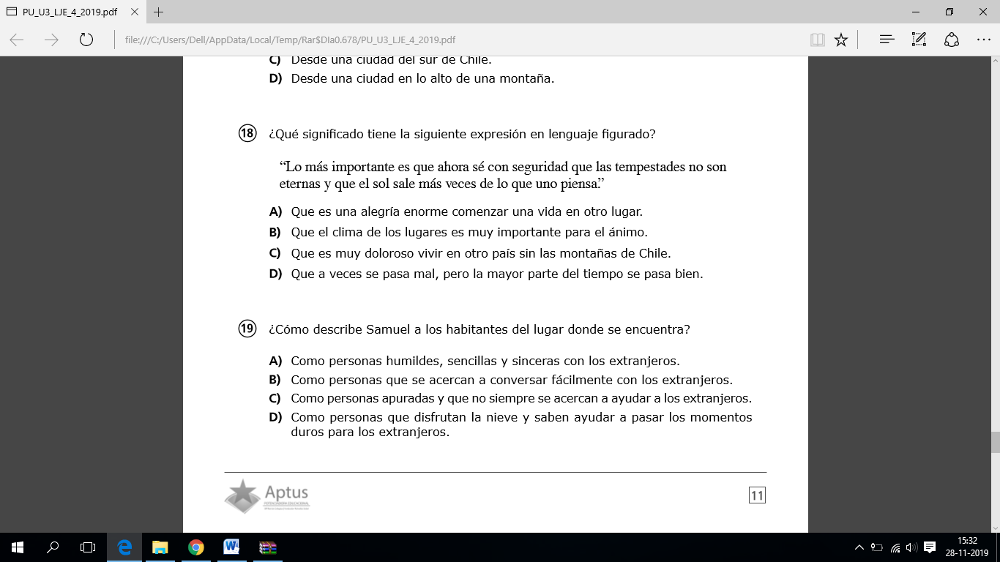 PU_U3_LJE_4_2019.pdf
file:///C:/Users/Dell/AppData/Local/Temp/Rar$DIa0.678/PU_U3_LJE_4_2019.pdf
C) Desde una ciudad del sur de Chile.
D) Desde una ciudad en lo alto de una montaña.
18 ¿Qué significado tiene la siguiente expresión en lenguaje figurado?
“Lo más importante es que ahora sé con seguridad que las tempestades no son
eternas y que el sol sale más veces de lo que uno piensa.”
A) Que es una alegría enorme comenzar una vida en otro lugar.
B) Que el clima de los lugares es muy importante para el ánimo.
C) Que es muy doloroso vivir en otro país sin las montañas de Chile.
D) Que a veces se pasa mal, pero la mayor parte del tiempo se pasa bien.
19 ¿Cómo describe Samuel a los habitantes del lugar donde se encuentra?
A) Como personas humildes, sencillas y sinceras con los extranjeros.
B) Como personas que se acercan a conversar fácilmente con los extranjeros.
C) Como personas apuradas y que no siempre se acercan a ayudar a los extranjeros.
D) Como personas que disfrutan la nieve y saben ayudar a pasar los momentos
duros para los extranjeros.
Aptus
11
15:32
28-11-2019